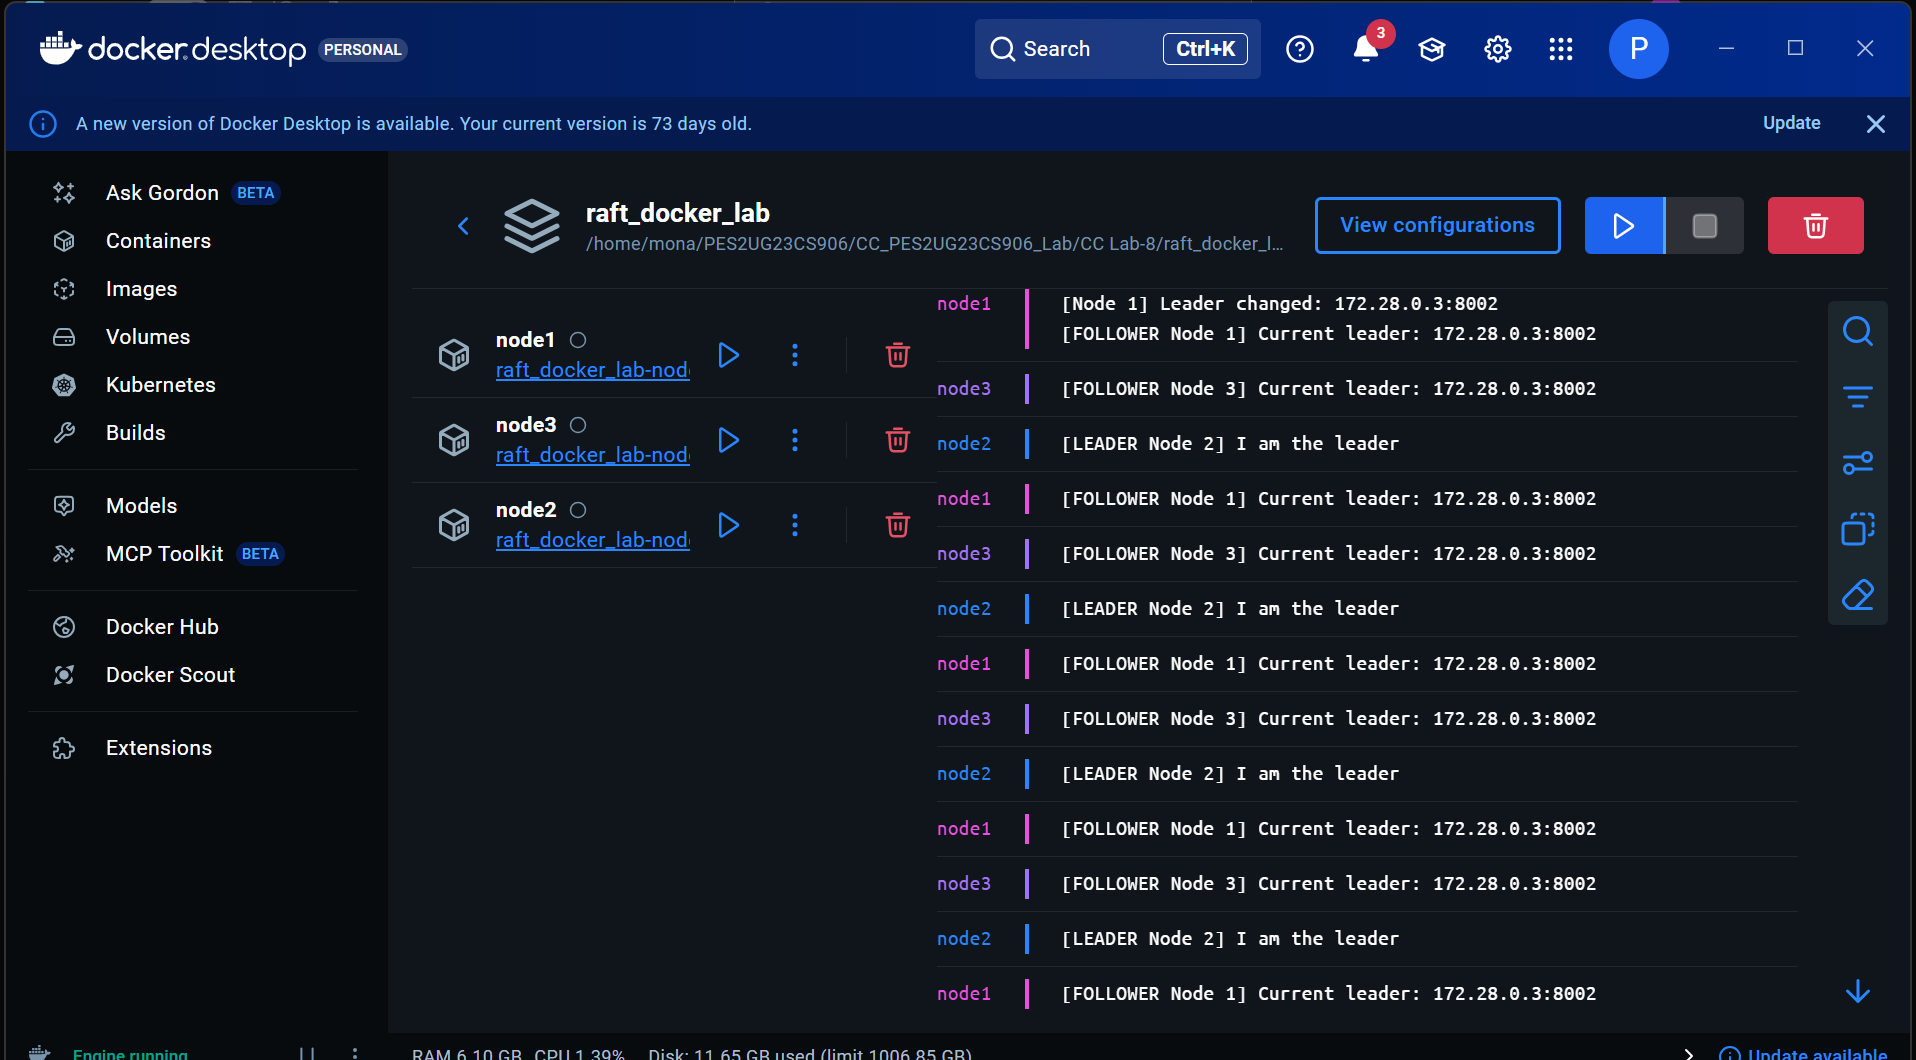 docker.desktop PERSONAL
Search Ctrl+K
3
P
A new version of Docker Desktop is available. Your current version is 73 days old.
Update
Ask Gordon BETA
Containers
Images
Volumes
Kubernetes
Builds
Models
MCP Toolkit BETA
Docker Hub
Docker Scout
Extensions
raft_docker_lab
/home/mona/PES2UG23CS906/CC_PES2UG23CS906_Lab/CC Lab-8/raft_docker_l...
View configurations
node1
raft_docker_lab-nod
node3
raft_docker_lab-nod
node2
raft_docker_lab-nod
node1 [Node 1] Leader changed: 172.28.0.3:8002
[FOLLOWER Node 1] Current leader: 172.28.0.3:8002
node3 [FOLLOWER Node 3] Current leader: 172.28.0.3:8002
node2 [LEADER Node 2] I am the leader
node1 [FOLLOWER Node 1] Current leader: 172.28.0.3:8002
node3 [FOLLOWER Node 3] Current leader: 172.28.0.3:8002
node2 [LEADER Node 2] I am the leader
node1 [FOLLOWER Node 1] Current leader: 172.28.0.3:8002
node3 [FOLLOWER Node 3] Current leader: 172.28.0.3:8002
node2 [LEADER Node 2] I am the leader
node1 [FOLLOWER Node 1] Current leader: 172.28.0.3:8002
node3 [FOLLOWER Node 3] Current leader: 172.28.0.3:8002
node2 [LEADER Node 2] I am the leader
node1 [FOLLOWER Node 1] Current leader: 172.28.0.3:8002
Engine running
RAM 6.10 GB CPU 1.39% Disk: 11.65 GB used (limit 1006.85 GB)
Update available